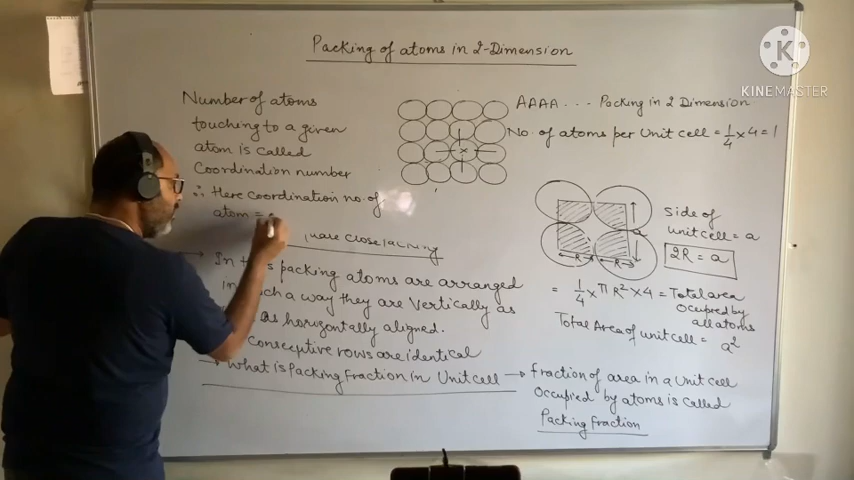 Packing of atoms in 2-Dimension
KINEMASTER
Number of atoms
touching to a given
atom is called
Coordination number
∴ Here coordination no. of
atom =
close packing
→ In this packing atoms are arranged
in such a way they are vertically as
as horizontally aligned.
Conseptive rows are identical
→ What is Packing fraction in Unit cell → fraction of area in a Unit cell
Occupied by atoms is called
Packing fraction
AAAA ... Packing in 2 Dimension
No. of atoms per Unit cell = 1/4 × 4 = 1
a
R R
Side of
unit cell = a
2R = a
= 1/4 × π R² × 4 = Total area
ocupied by
all atoms
Total Area of unit cell = a²